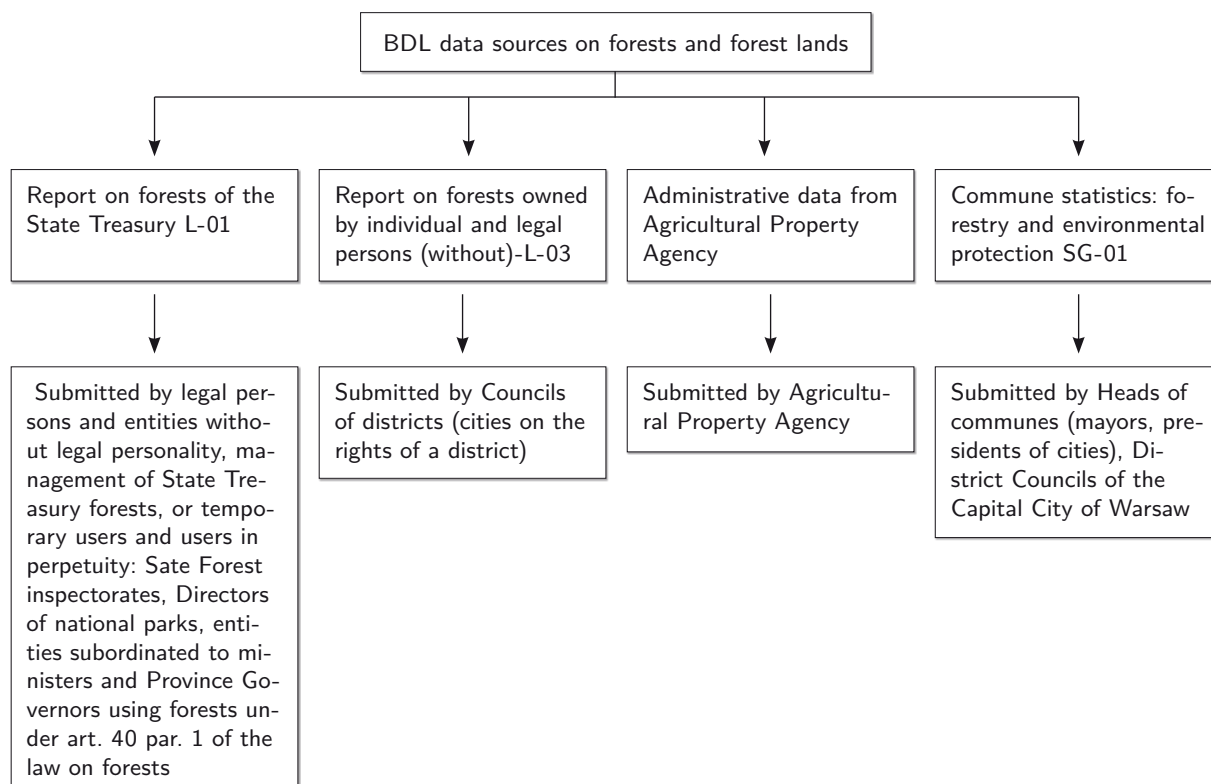 BDL data sources on forests and forest lands
Report on forests of the
State Treasury L-01
Report on forests owned
by individual and legal
persons (without)-L-03
Administrative data from
Agricultural Property
Agency
Commune statistics: fo-
restry and environmental
protection SG-01
Submitted by legal per-
sons and entities witho-
ut legal personality, ma-
nagement of State Tre-
asury forests, or tempo-
rary users and users in
perpetuity: Sate Forest
inspectorates, Directors
of national parks, enti-
ties subordinated to mi-
nisters and Province Go-
vernors using forests un-
der art. 40 par. 1 of the
law on forests
Submitted by Councils
of districts (cities on the
rights of a district)
Submitted by Agricultu-
ral Property Agency
Submitted by Heads of
communes (mayors, pre-
sidents of cities), Di-
strict Councils of the
Capital City of Warsaw